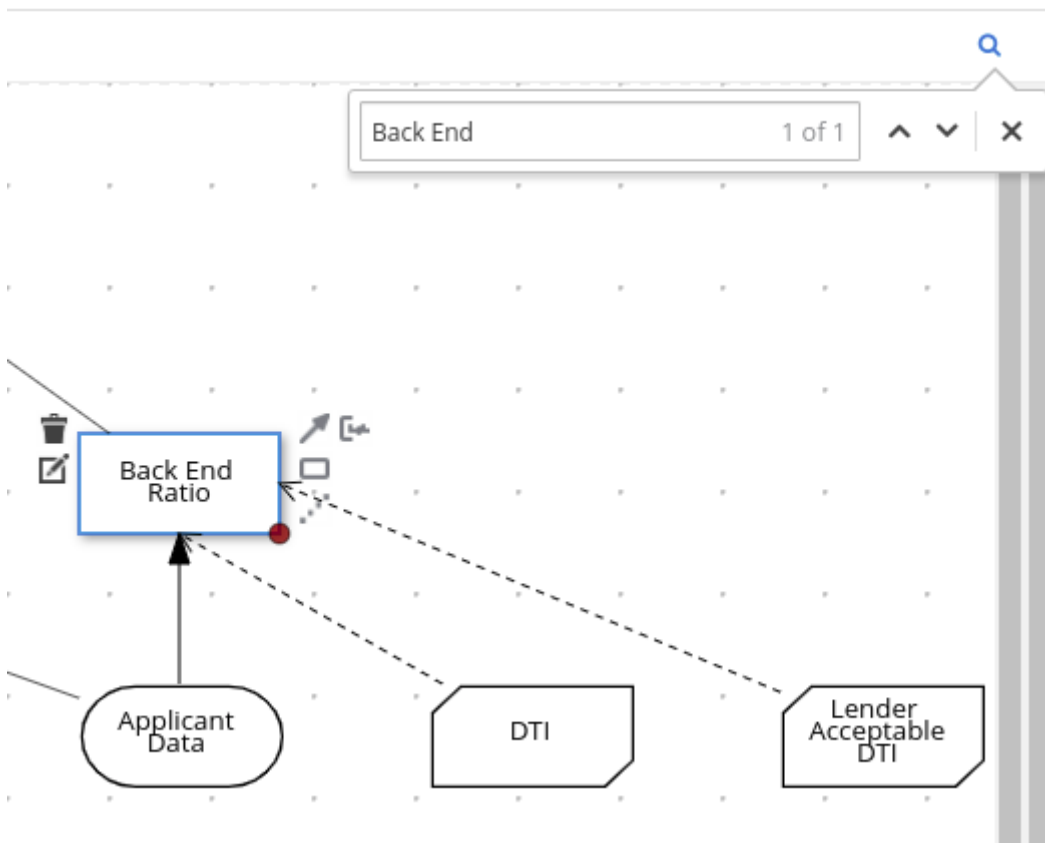 Back End 1 of 1
Back End
Ratio
Applicant
Data
DTI
Lender
Acceptable
DTI